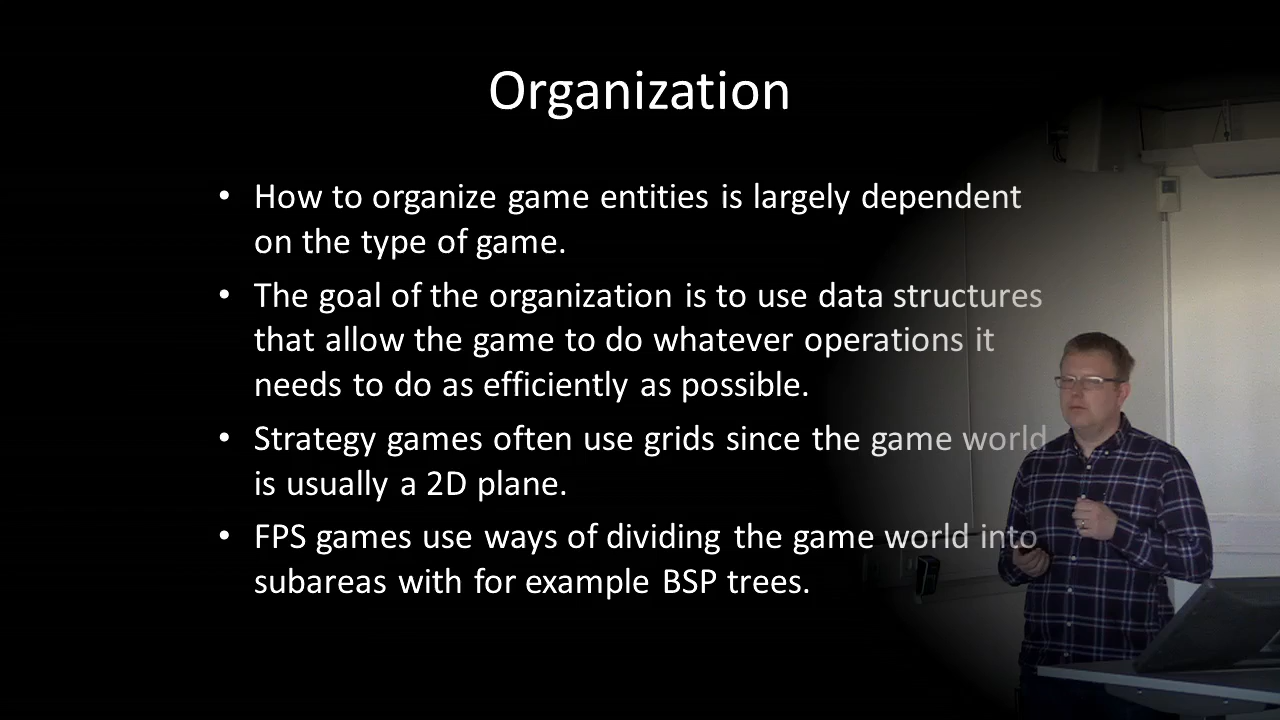 Organization
• How to organize game entities is largely dependent
on the type of game.
• The goal of the organization is to use data structures
that allow the game to do whatever operations it
needs to do as efficiently as possible.
• Strategy games often use grids since the game world
is usually a 2D plane.
• FPS games use ways of dividing the game world into
subareas with for example BSP trees.